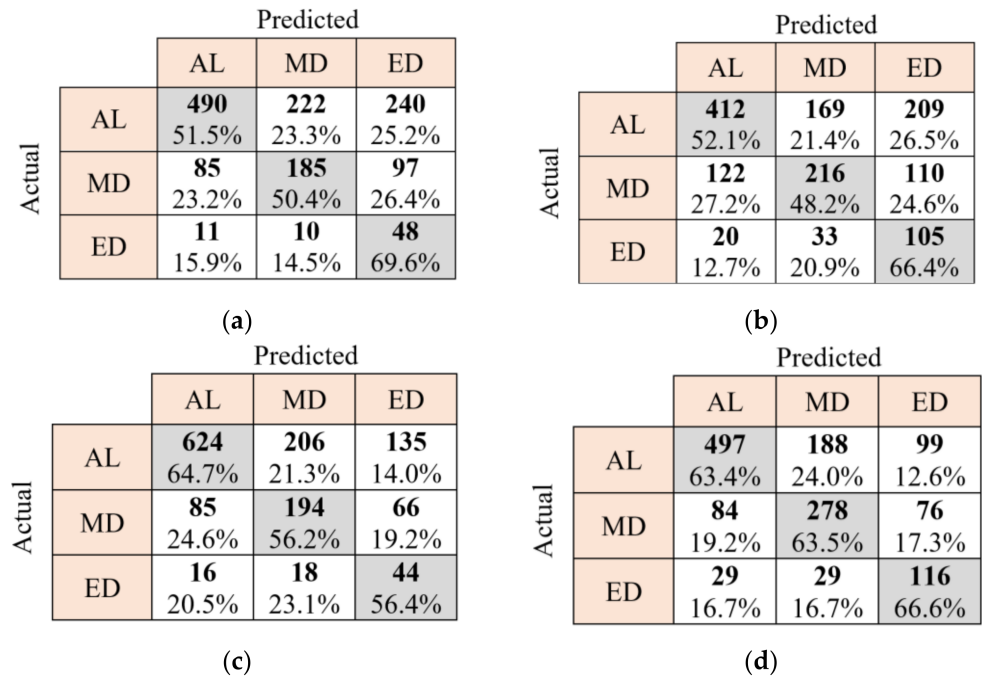 Predicted
AL MD ED
Actual
AL 490 222 240
51.5% 23.3% 25.2%
MD 85 185 97
23.2% 50.4% 26.4%
ED 11 10 48
15.9% 14.5% 69.6%
(a)
Predicted
AL MD ED
Actual
AL 412 169 209
52.1% 21.4% 26.5%
MD 122 216 110
27.2% 48.2% 24.6%
ED 20 33 105
12.7% 20.9% 66.4%
(b)
Predicted
AL MD ED
Actual
AL 624 206 135
64.7% 21.3% 14.0%
MD 85 194 66
24.6% 56.2% 19.2%
ED 16 18 44
20.5% 23.1% 56.4%
(c)
Predicted
AL MD ED
Actual
AL 497 188 99
63.4% 24.0% 12.6%
MD 84 278 76
19.2% 63.5% 17.3%
ED 29 29 116
16.7% 16.7% 66.6%
(d)